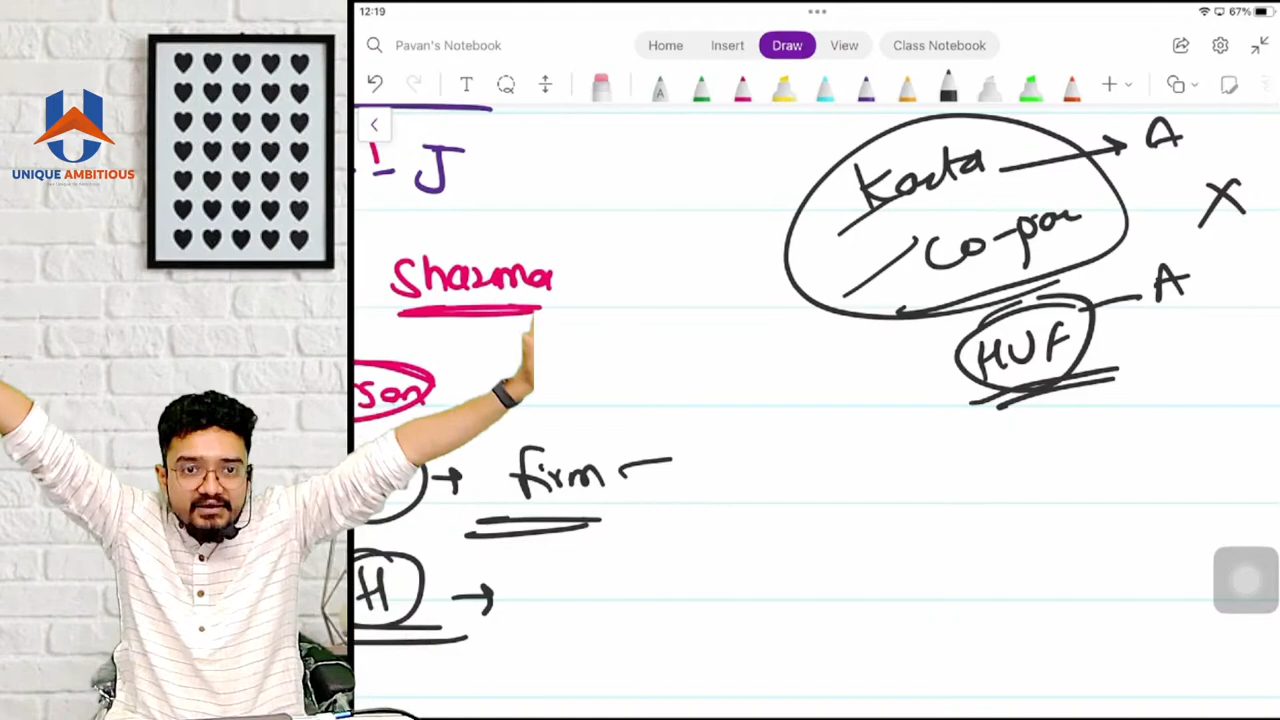 12:19
67%
Pavan's Notebook
Home Insert Draw View Class Notebook
UNIQUE AMBITIOUS
! J
Karta → A
X
Co-par
Sharma
HUF A
son
→ firm
H →